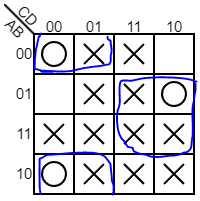 CD
AB
00 01 11 10
00 O X X
01 X X O
11 X X X X
10 O X X X